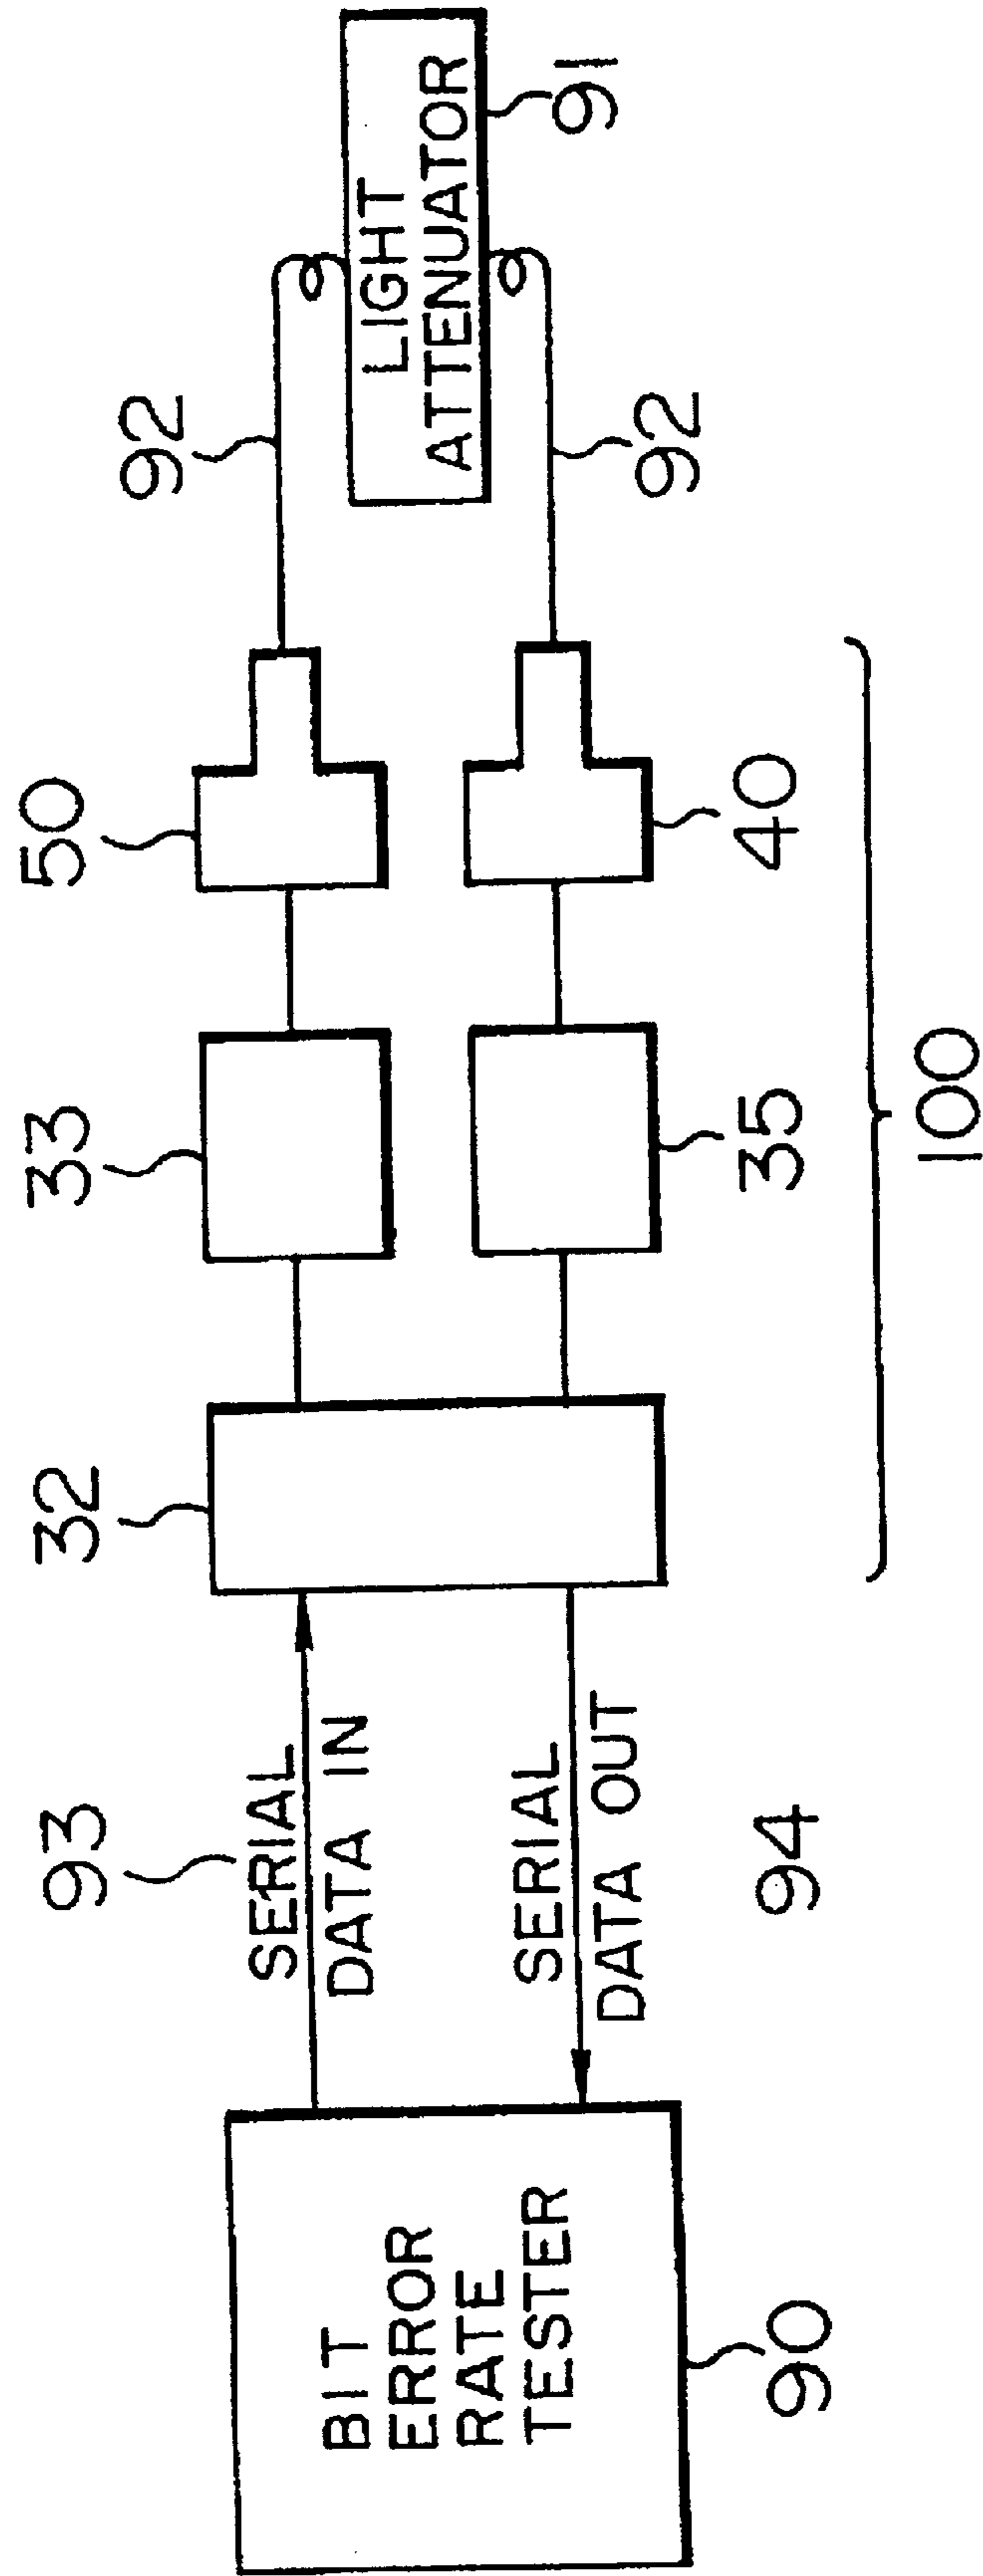 50
92
33
32
93
SERIAL
DATA IN
LIGHT
ATTENUATOR
91
BIT
ERROR
RATE
TESTER
SERIAL
DATA OUT
92
40
35
94
90
100